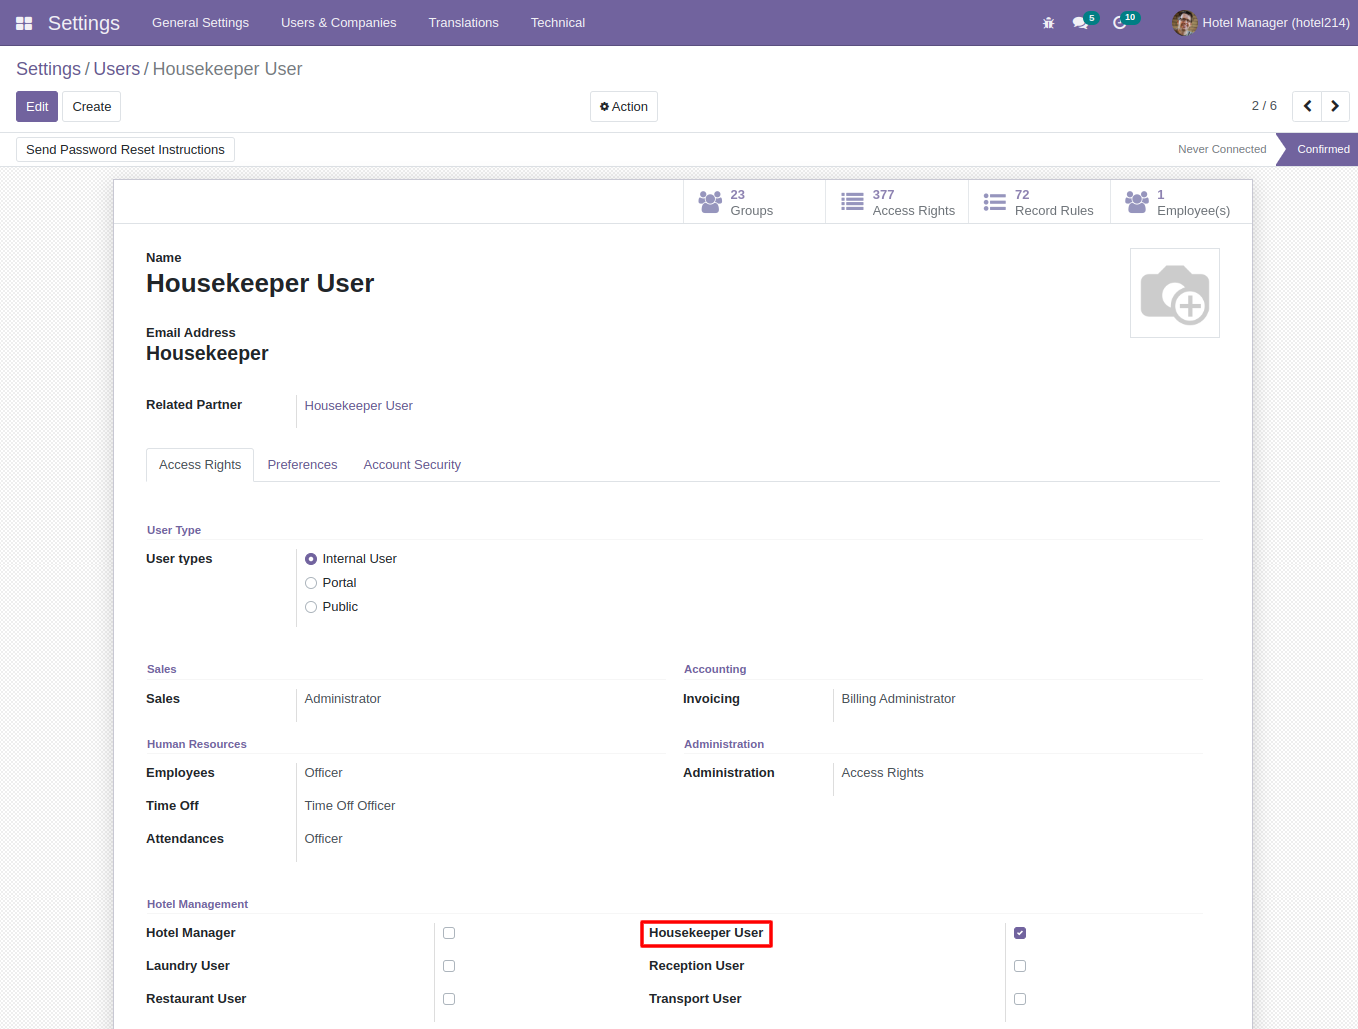 Settings General Settings Users & Companies Translations Technical 5 10 Hotel Manager (hotel214)
Settings / Users / Housekeeper User
Edit Create Action 2 / 6
Send Password Reset Instructions Never Connected Confirmed
23 Groups 377 Access Rights 72 Record Rules 1 Employee(s)
Name
Housekeeper User
Email Address
Housekeeper
Related Partner Housekeeper User
Access Rights Preferences Account Security
User Type
User types Internal User
Portal
Public
Sales Accounting
Sales Administrator Invoicing Billing Administrator
Human Resources Administration
Employees Officer Administration Access Rights
Time Off Time Off Officer
Attendances Officer
Hotel Management
Hotel Manager Housekeeper User
Laundry User Reception User
Restaurant User Transport User